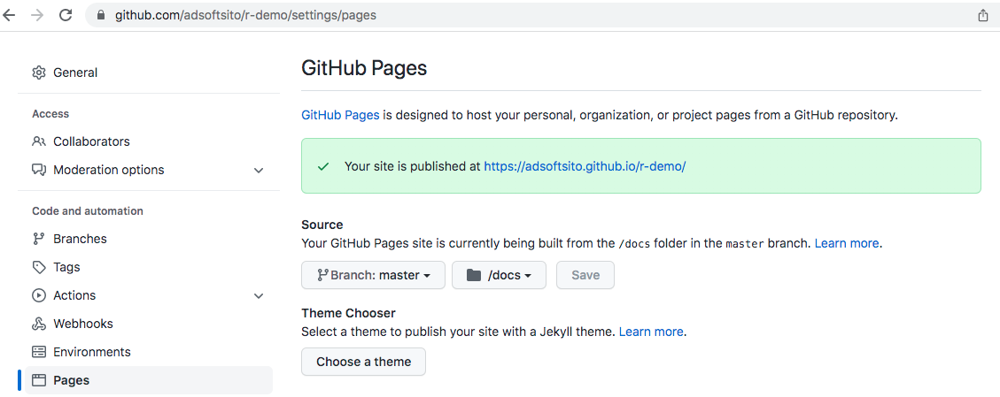 github.com/adsoftsito/r-demo/settings/pages
General
Access
Collaborators
Moderation options
Code and automation
Branches
Tags
Actions
Webhooks
Environments
Pages
GitHub Pages
GitHub Pages is designed to host your personal, organization, or project pages from a GitHub repository.
Your site is published at https://adsoftsito.github.io/r-demo/
Source
Your GitHub Pages site is currently being built from the /docs folder in the master branch. Learn more.
Branch: master /docs Save
Theme Chooser
Select a theme to publish your site with a Jekyll theme. Learn more.
Choose a theme